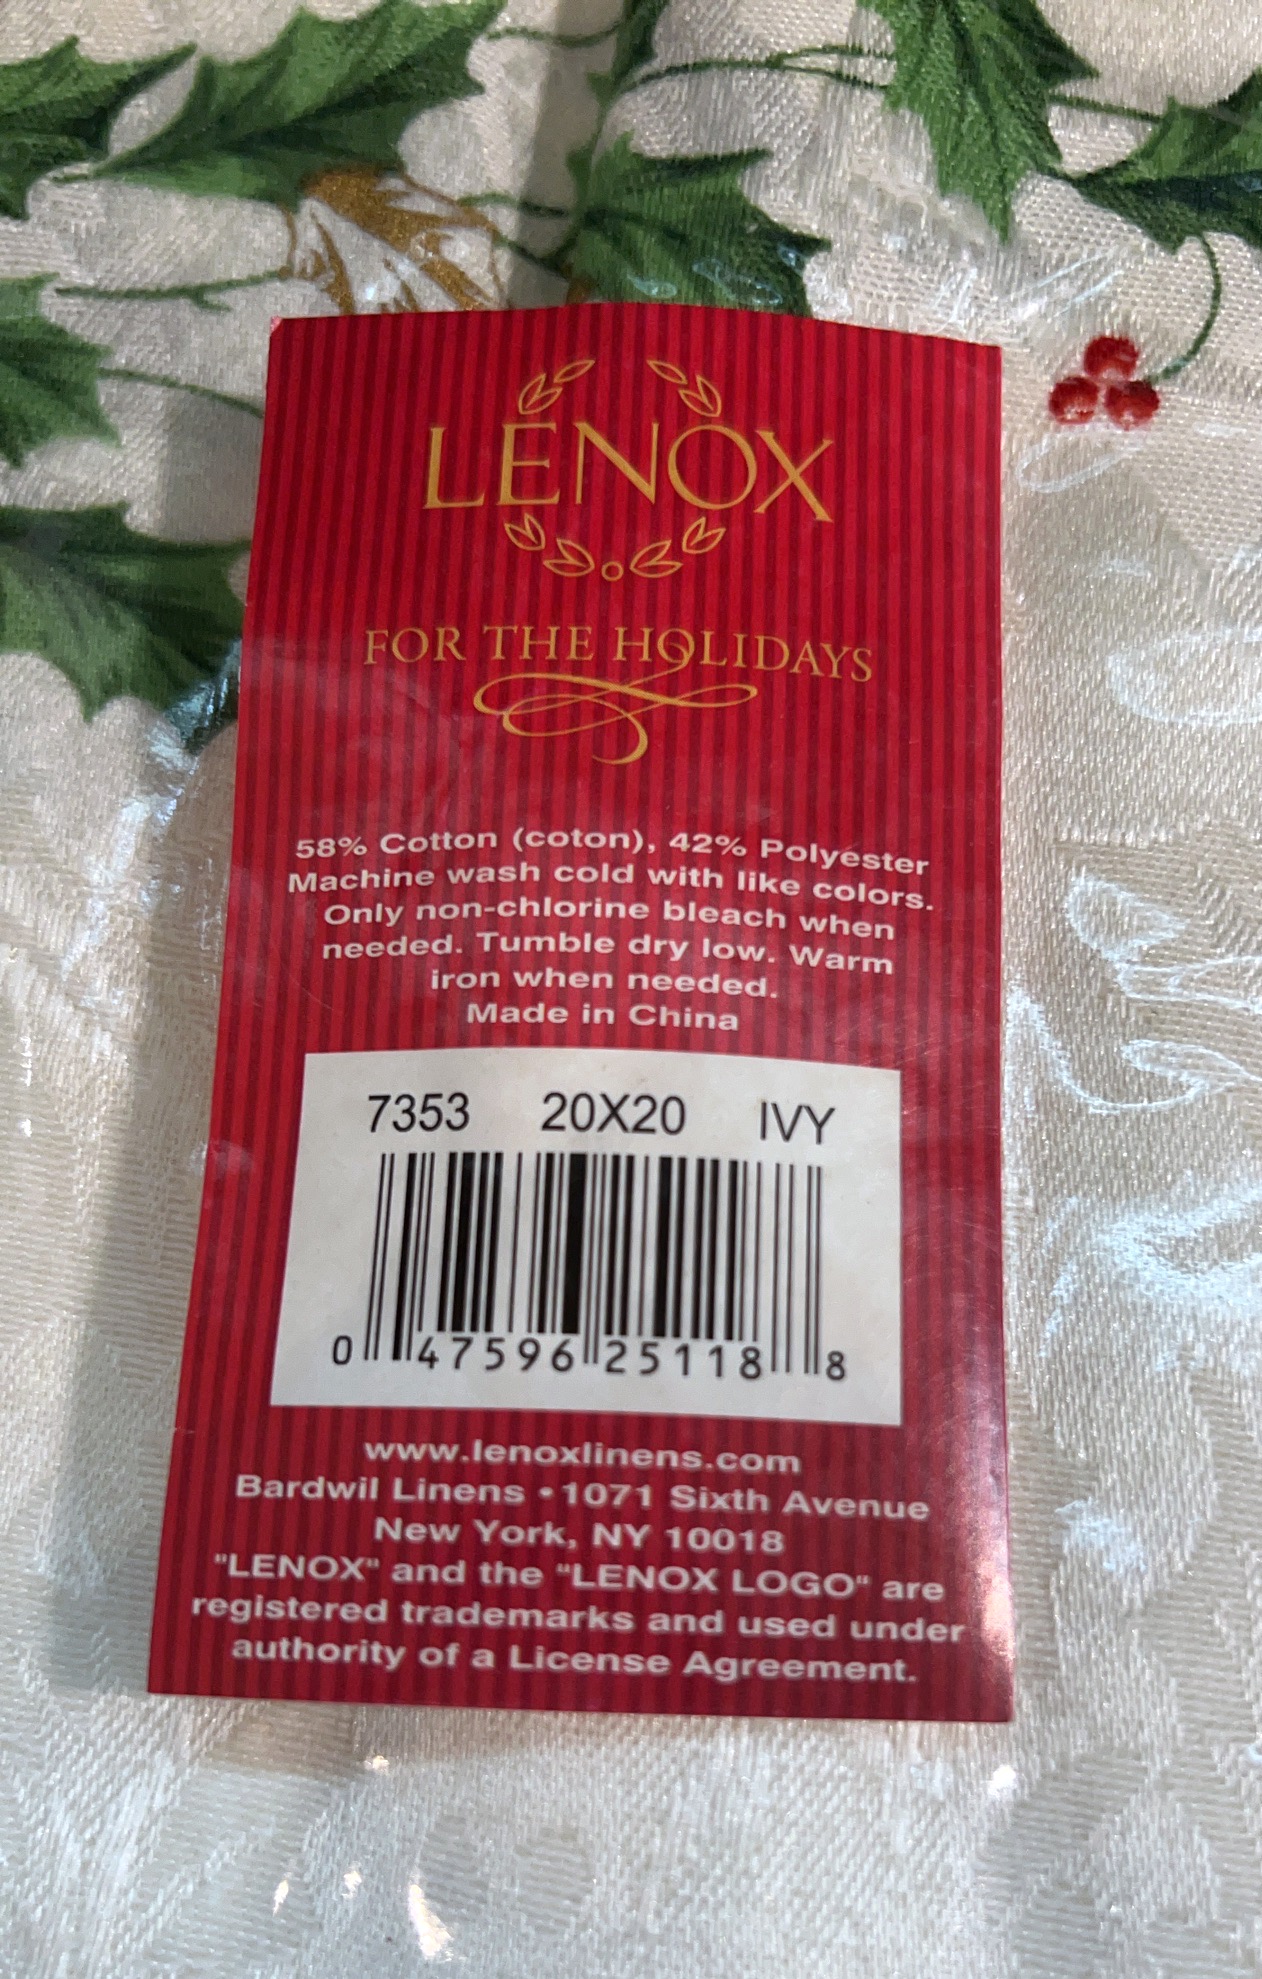 LENOX
FOR THE HOLIDAYS
58% Cotton (coton), 42% Polyester
Machine wash cold with like colors.
Only non-chlorine bleach when
needed. Tumble dry low. Warm
iron when needed.
Made in China
7353 20X20 IVY
0 47596 25118 8
www.lenoxlinens.com
Bardwil Linens • 1071 Sixth Avenue
New York, NY 10018
"LENOX" and the "LENOX LOGO" are
registered trademarks and used under
authority of a License Agreement.